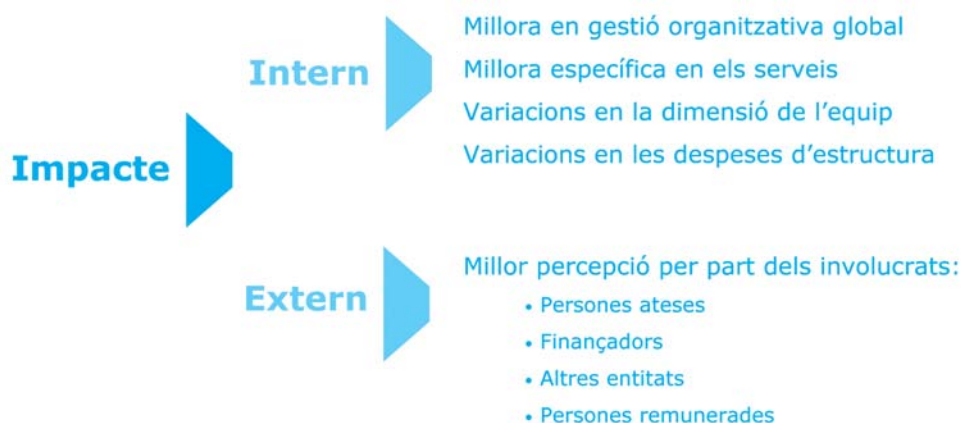 Impacte
Intern
Millora en gestió organitzativa global
Millora específica en els serveis
Variacions en la dimensió de l'equip
Variacions en les despeses d'estructura
Extern
Millor percepció per part dels involucrats:
• Persones ateses
• Finançadors
• Altres entitats
• Persones remunerades